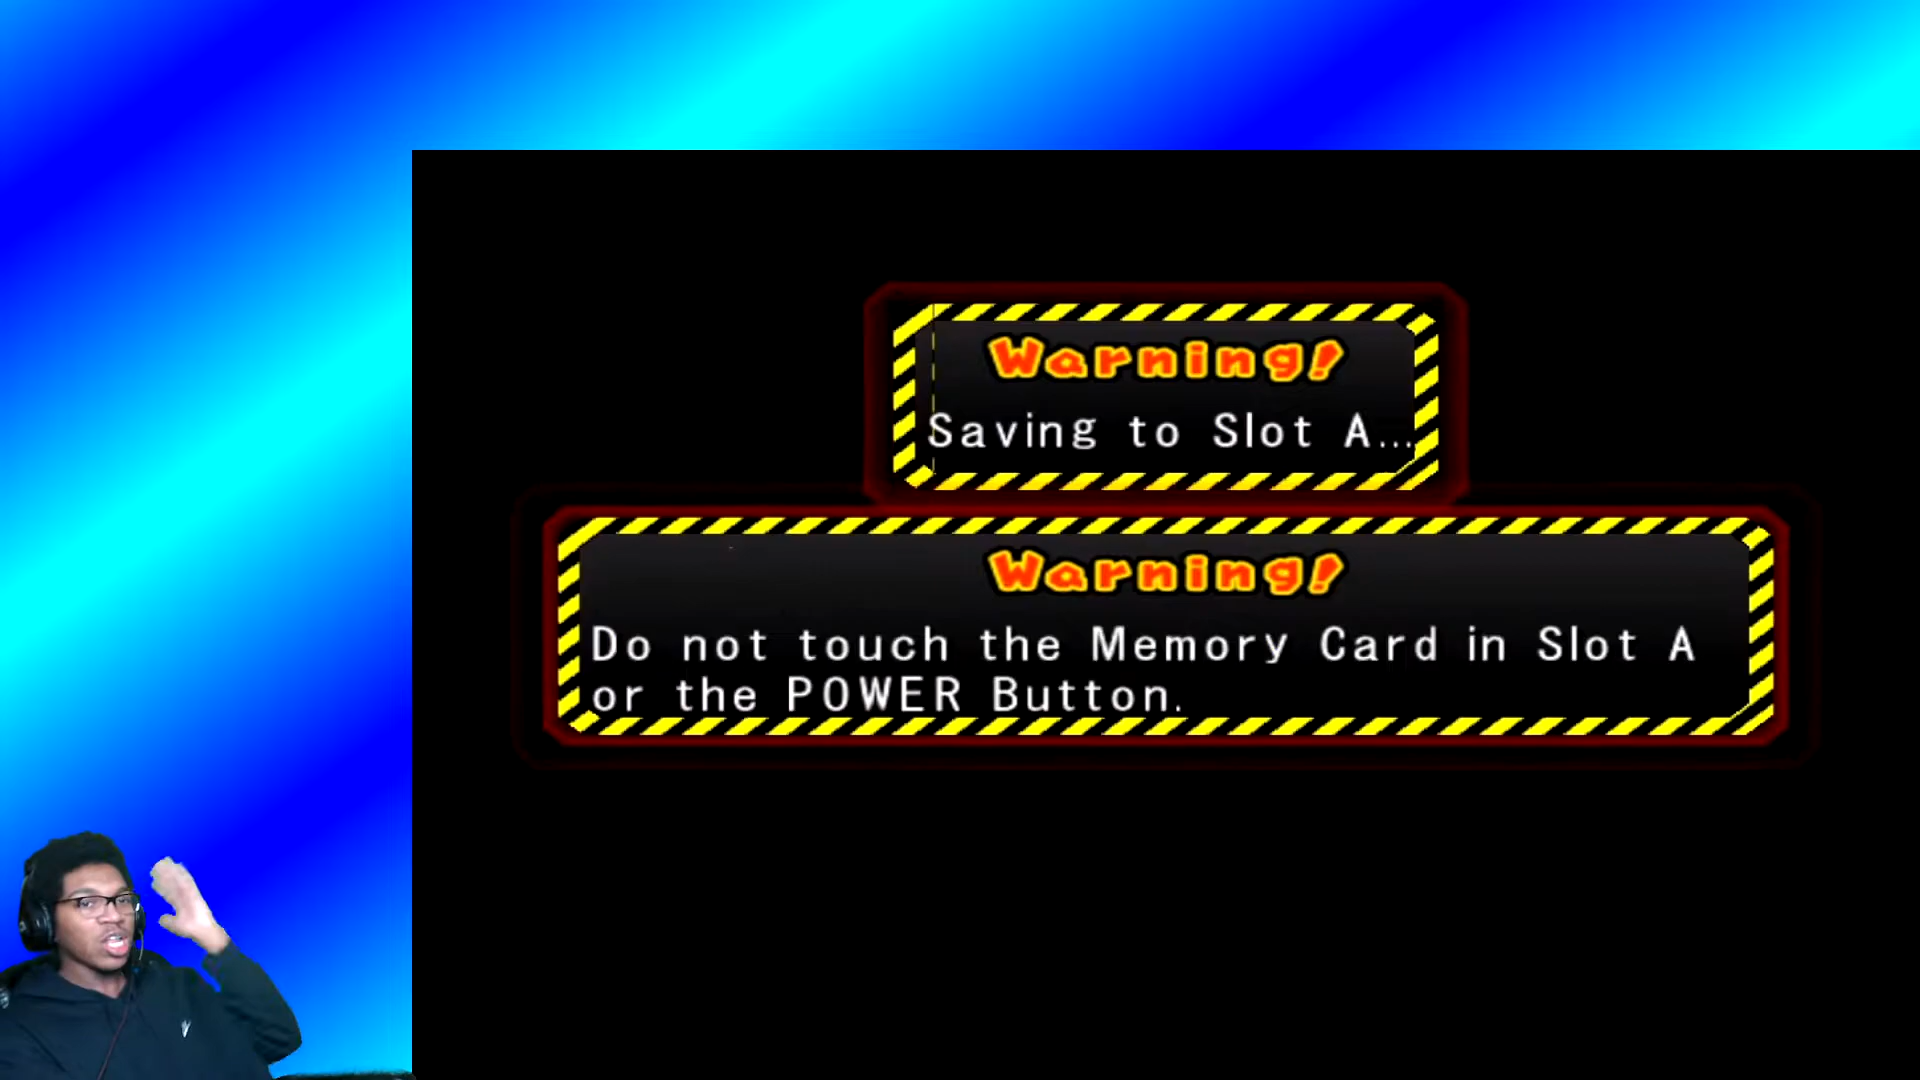 Warning!
Saving to Slot A...
Warning!
Do not touch the Memory Card in Slot A
or the POWER Button.